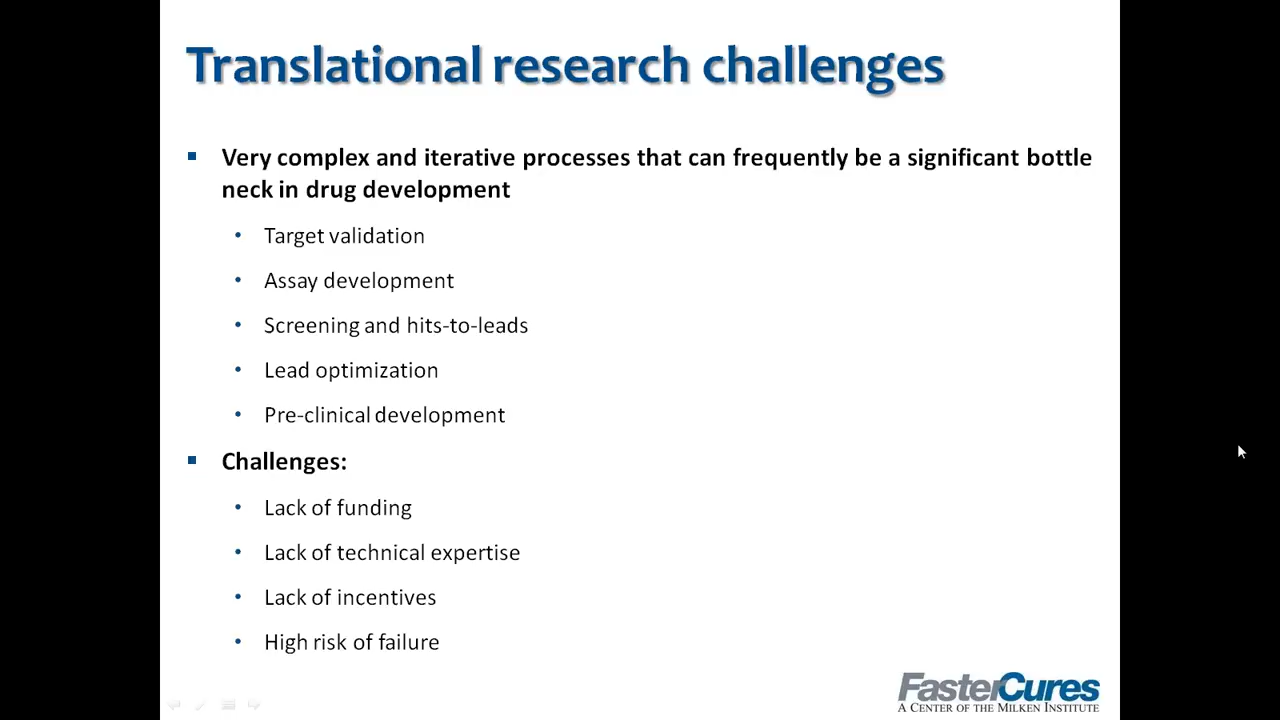 Translational research challenges
Very complex and iterative processes that can frequently be a significant bottle
neck in drug development
Target validation
Assay development
Screening and hits-to-leads
Lead optimization
Pre-clinical development
Challenges:
Lack of funding
Lack of technical expertise
Lack of incentives
High risk of failure
FasterCures
A Center of the Milken Institute